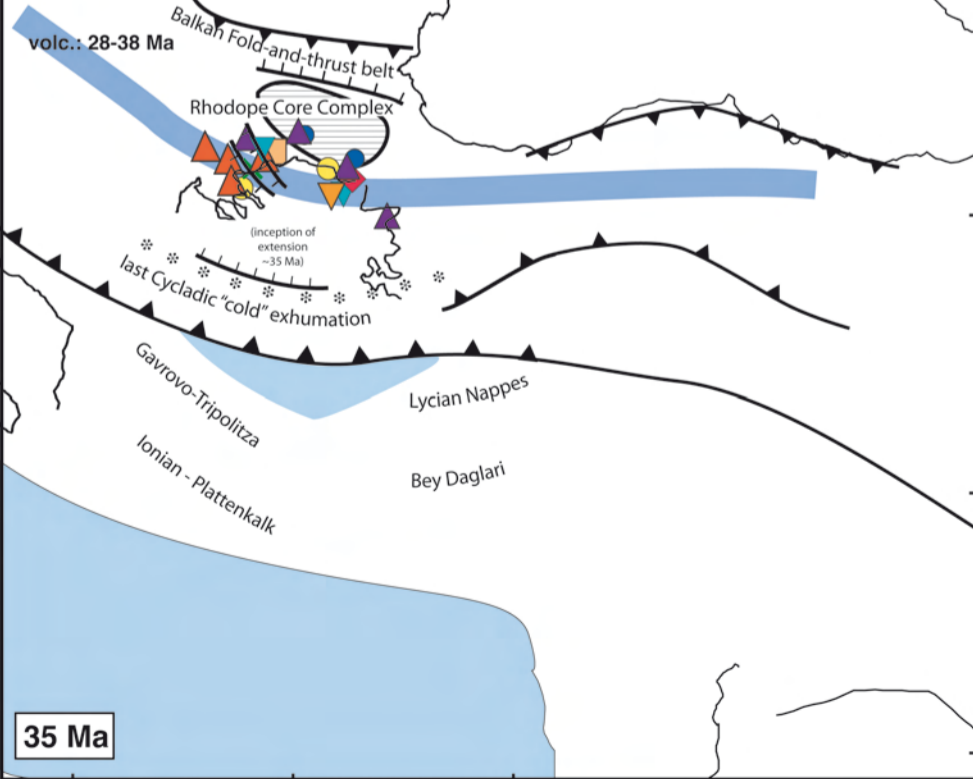 Balkan Fold-and-thrust belt
volc.: 28-38 Ma
Rhodope Core Complex
(inception of
extension
~35 Ma)
last Cycladic "cold" exhumation
Gavrovo-Tripolitza
Lycian Nappes
Ionian - Plattenkalk
Bey Daglari
35 Ma